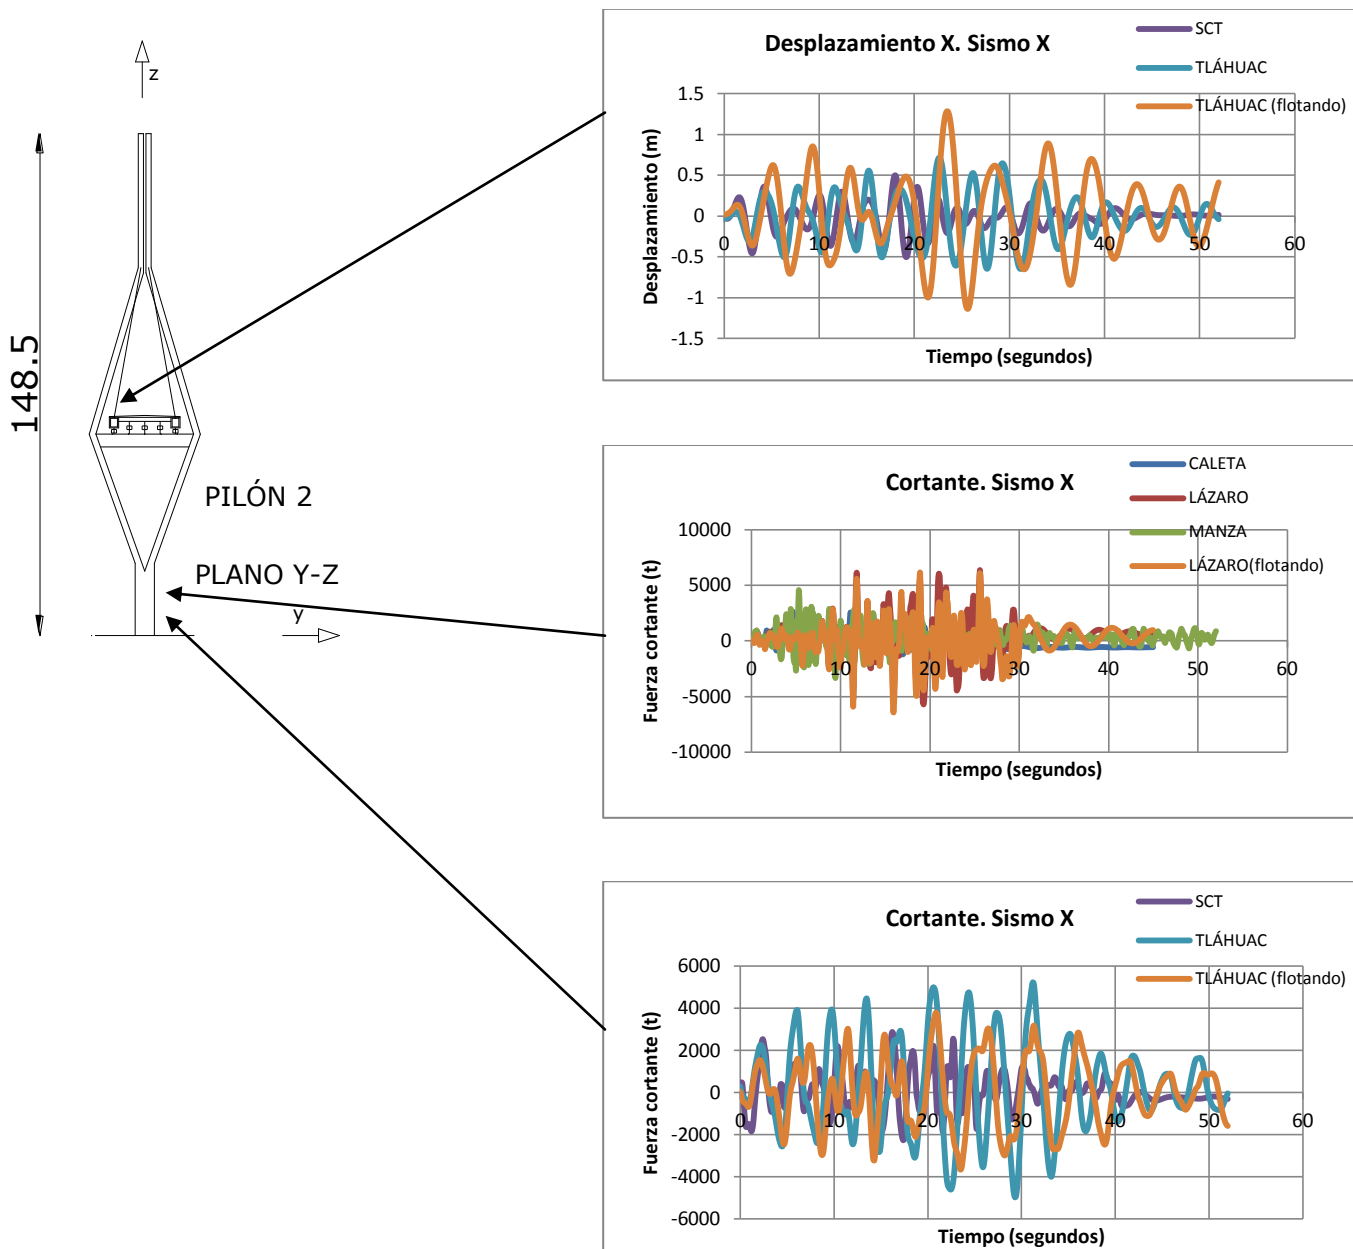 z
148.5
PILÓN 2
PLANO Y-Z
y
Desplazamiento X. Sismo X
SCT
TLÁHUAC
TLÁHUAC (flotando)
Desplazamiento (m)
1.5
1
0.5
0
-0.5
-1
-1.5
0 10 20 30 40 50 60
Tiempo (segundos)
Cortante. Sismo X
CALETA
LÁZARO
MANZA
LÁZARO(flotando)
Fuerza cortante (t)
10000
5000
0
-5000
-10000
0 10 20 30 40 50 60
Tiempo (segundos)
Cortante. Sismo X
SCT
TLÁHUAC
TLÁHUAC (flotando)
Fuerza cortante (t)
6000
4000
2000
0
-2000
-4000
-6000
0 10 20 30 40 50 60
Tiempo (segundos)